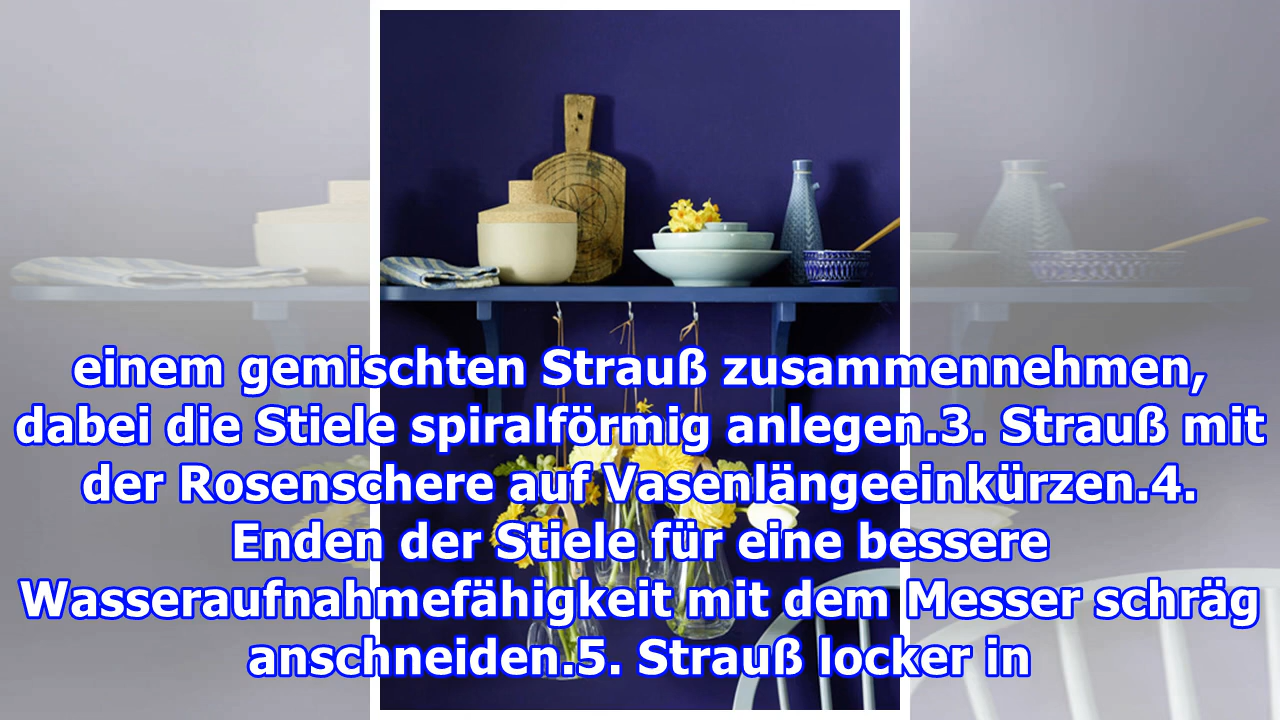 einem gemischten Strauß zusammennehmen,
dabei die Stiele spiralförmig anlegen.3. Strauß mit
der Rosenschere auf Vasenlängeeinkürzen.4.
Enden der Stiele für eine bessere
Wasseraufnahmefähigkeit mit dem Messer schräg
anschneiden.5. Strauß locker in